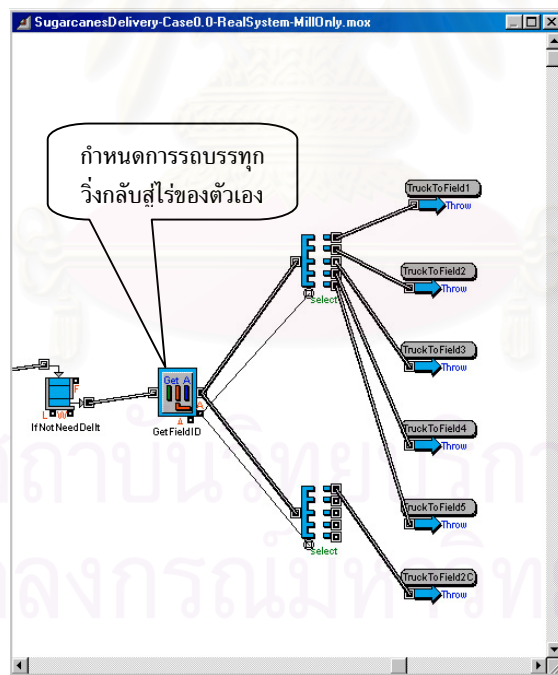 SugarcanesDelivery-Case0.0-RealSystem-MillOnly.mox
กำหนดการรถบรรทุก
วิ่งกลับสู่ไร่ของตัวเอง
TruckToField1
Throw
select
TruckToField2
Throw
TruckToField3
Throw
Get A
F
L W
A
Δ
IfNotNeedDelIt
GetFieldID
TruckToField4
Throw
TruckToField5
Throw
select
TruckToField2C
Throw